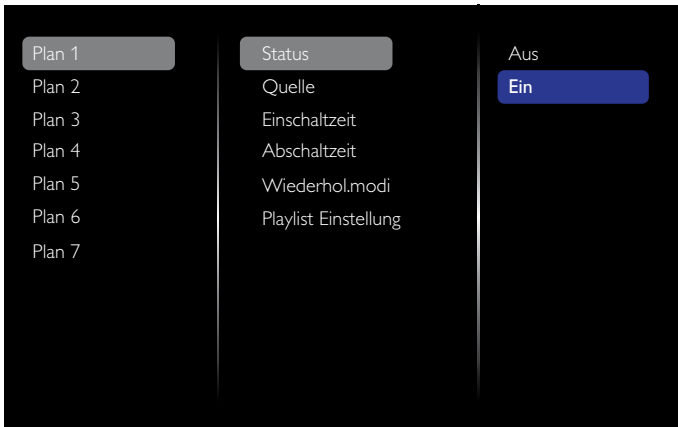 Plan 1
Plan 2
Plan 3
Plan 4
Plan 5
Plan 6
Plan 7
Status
Quelle
Einschaltzeit
Abschaltzeit
Wiederhol.modi
Playlist Einstellung
Aus
Ein